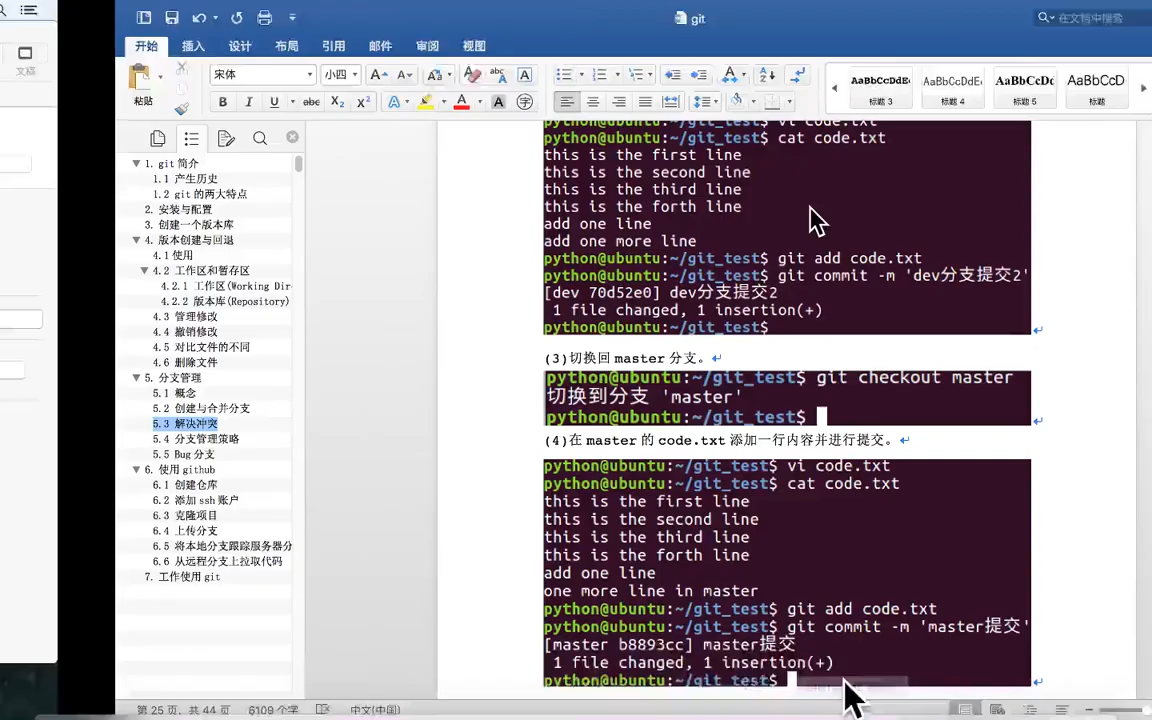 git
在文档中搜索
文稿
开始
插入
设计
布局
引用
邮件
审阅
视图
粘贴
宋体
小四
AaBbCcDdEe
标题 3
AaBbCcDdEe
标题 4
AaBbCcDc
标题 5
AaBbCcD
标题
1. git 简介
1.1 产生历史
1.2 git 的两大特点
2. 安装与配置
3. 创建一个版本库
4. 版本创建与回退
4.1 使用
4.2 工作区和暂存区
4.2.1 工作区(Working Dir
4.2.2 版本库(Repository)
4.3 管理修改
4.4 撤销修改
4.5 对比文件的不同
4.6 删除文件
5. 分支管理
5.1 概念
5.2 创建与合并分支
5.3 解决冲突
5.4 分支管理策略
5.5 Bug 分支
6. 使用 github
6.1 创建仓库
6.2 添加 ssh 账户
6.3 克隆项目
6.4 上传分支
6.5 将本地分支跟踪服务器分
6.6 从远程分支上拉取代码
7. 工作使用 git
python@ubuntu:~/git_test$ vi code.txt
python@ubuntu:~/git_test$ cat code.txt
this is the first line
this is the second line
this is the third line
this is the forth line
add one line
add one more line
python@ubuntu:~/git_test$ git add code.txt
python@ubuntu:~/git_test$ git commit -m 'dev分支提交2'
[dev 70d52e0] dev分支提交2
1 file changed, 1 insertion(+)
python@ubuntu:~/git_test$
(3)切换回 master 分支。
python@ubuntu:~/git_test$ git checkout master
切换到分支 'master'
python@ubuntu:~/git_test$
(4)在 master 的 code.txt 添加一行内容并进行提交。
python@ubuntu:~/git_test$ vi code.txt
python@ubuntu:~/git_test$ cat code.txt
this is the first line
this is the second line
this is the third line
this is the forth line
add one line
one more line in master
python@ubuntu:~/git_test$ git add code.txt
python@ubuntu:~/git_test$ git commit -m 'master提交'
[master b8893cc] master提交
1 file changed, 1 insertion(+)
python@ubuntu:~/git_test$
第 25 页，共 44 页
6109 个字
中文(中国)